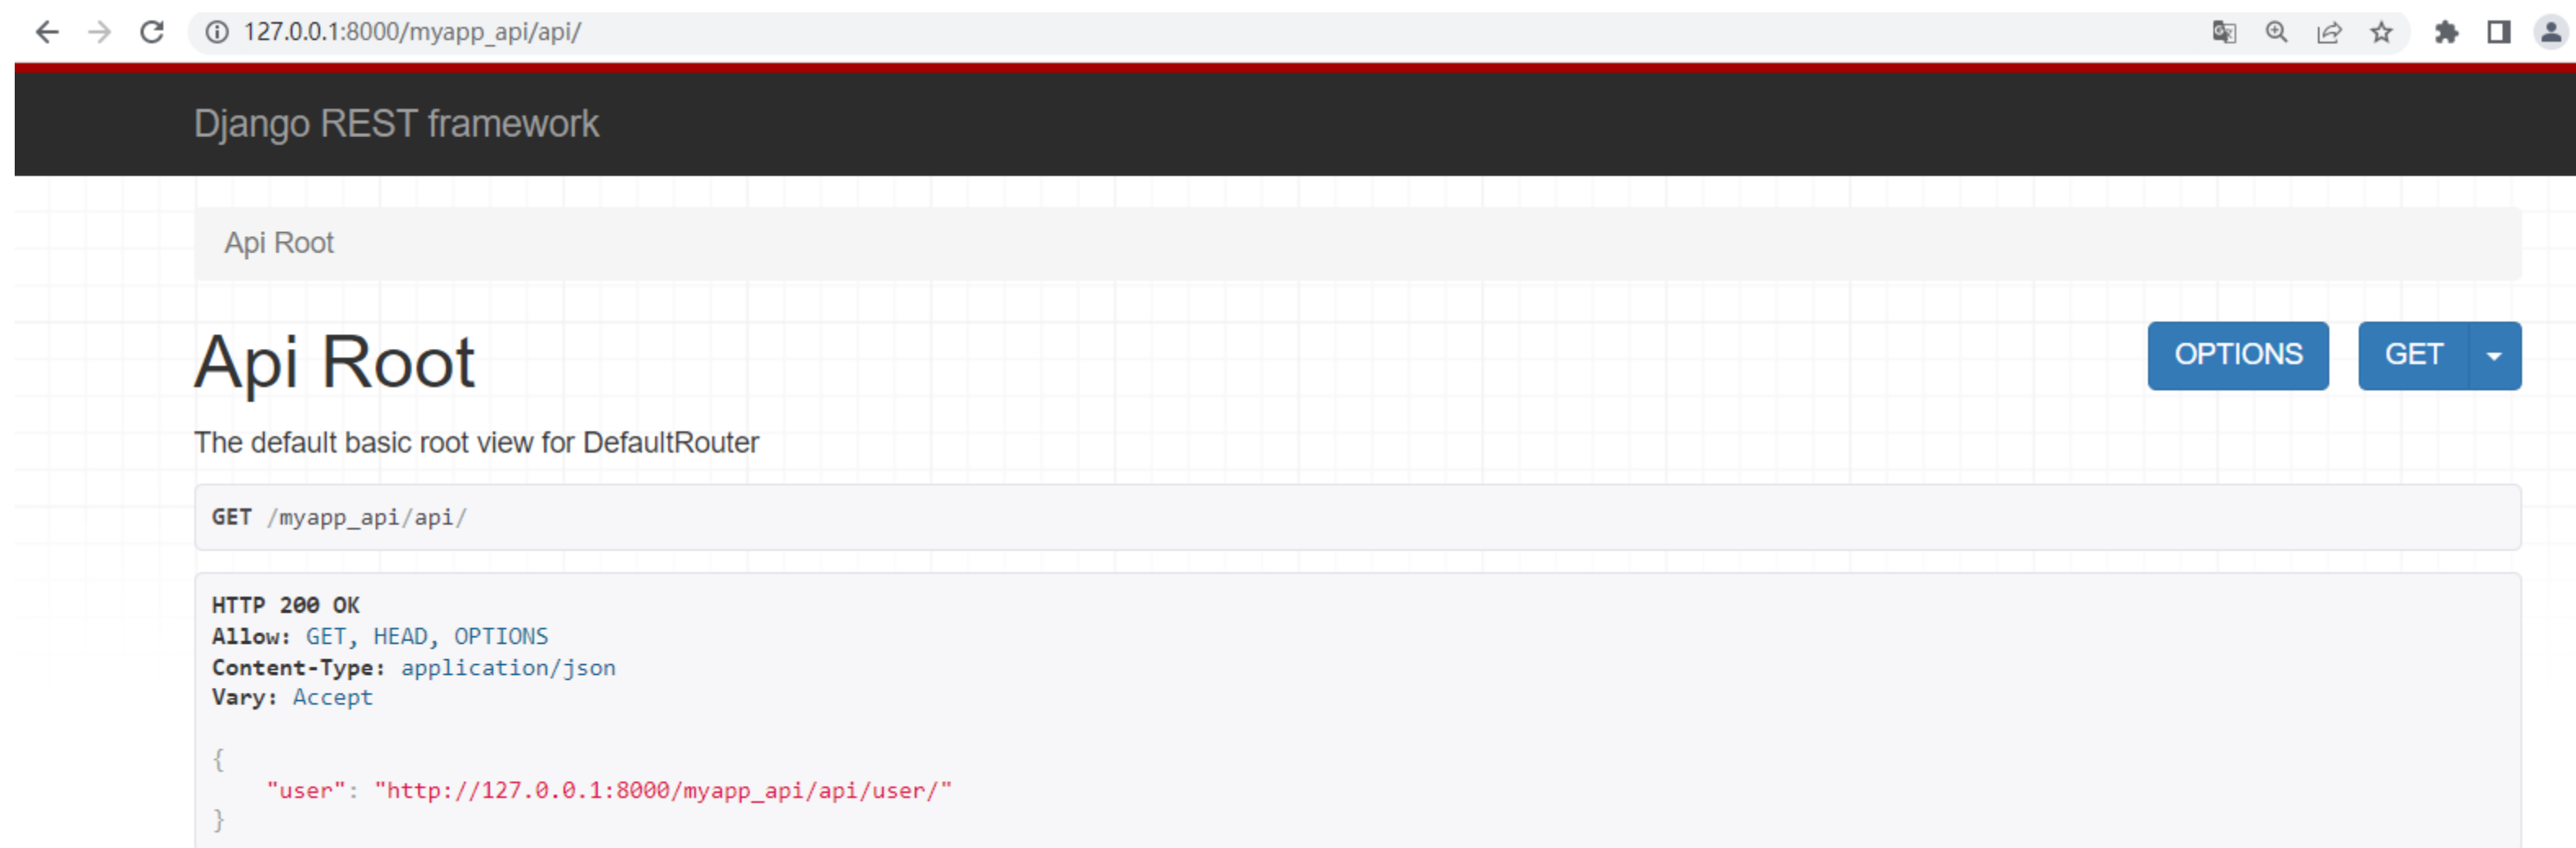 127.0.0.1:8000/myapp_api/api/
Django REST framework
Api Root
Api Root
OPTIONS
GET
The default basic root view for DefaultRouter
GET /myapp_api/api/
HTTP 200 OK
Allow: GET, HEAD, OPTIONS
Content-Type: application/json
Vary: Accept
{
    "user": "http://127.0.0.1:8000/myapp_api/api/user/"
}